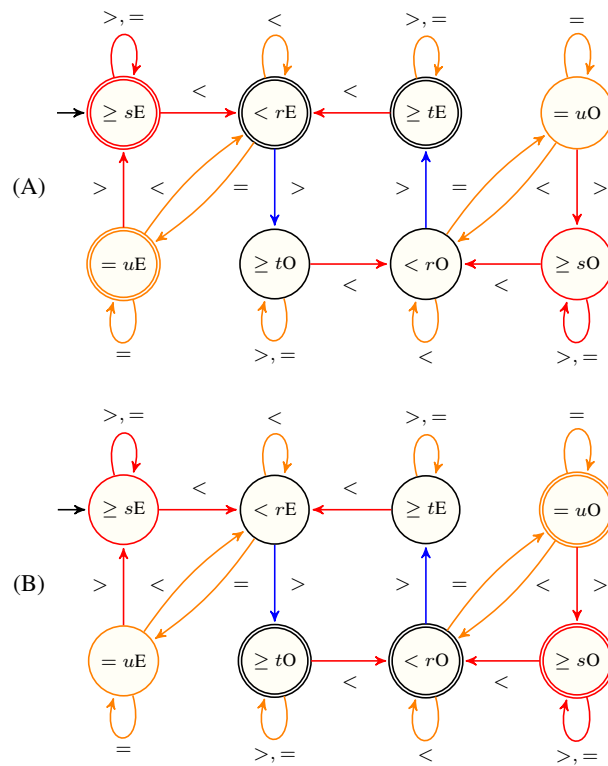 >, = < >, = =
≥ sE < < rE < ≥ tE = uO
(A) > < = > > = < >
= uE ≥ tO < < rO < ≥ sO
= >, = < >, =
>, = < >, = =
≥ sE < < rE < ≥ tE = uO
(B) > < = > > = < >
= uE ≥ tO < < rO < ≥ sO
= >, = < >, =